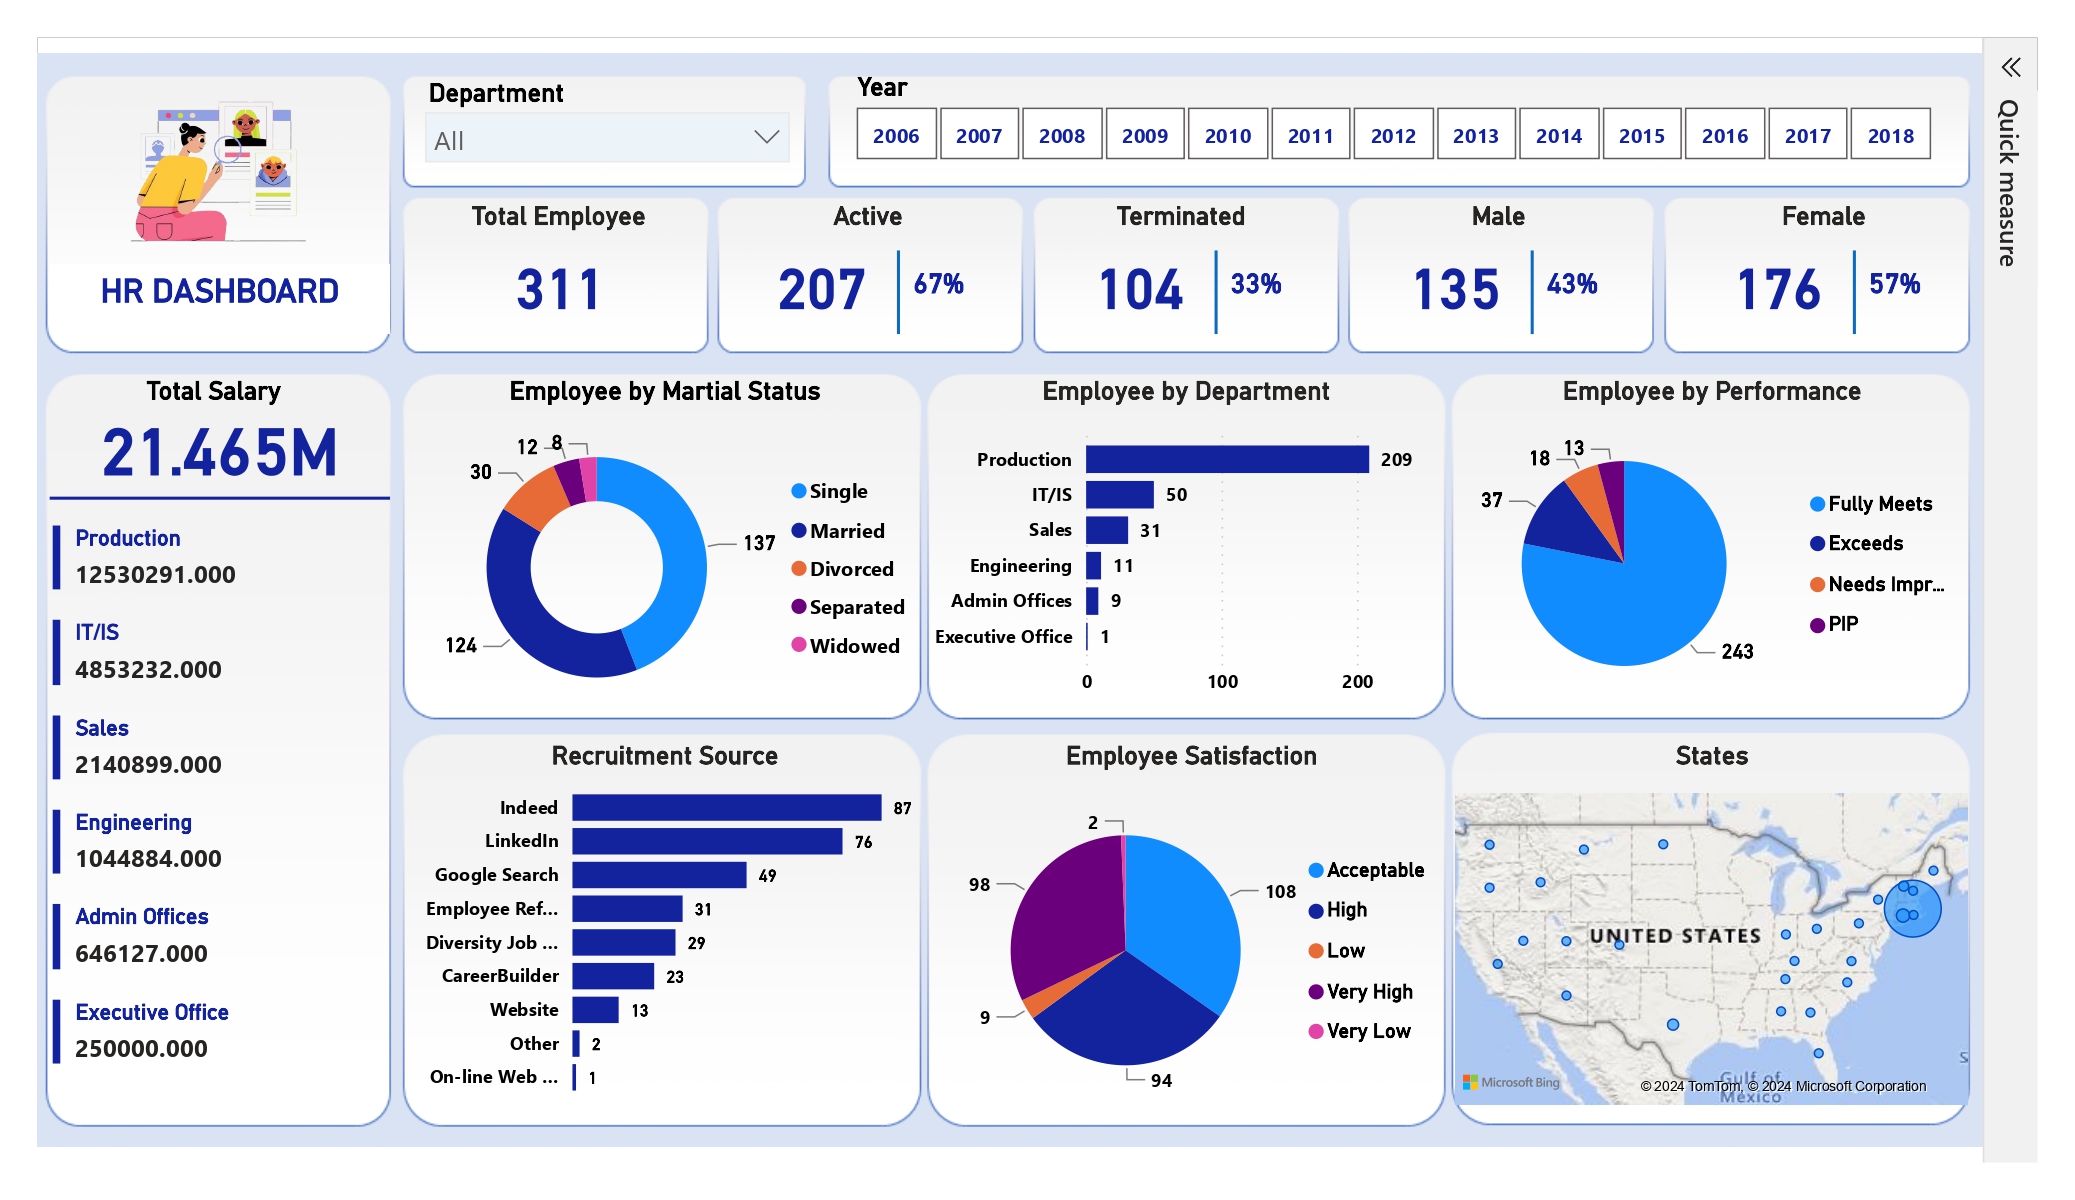 Department
All
Year
2006 2007 2008 2009 2010 2011 2012 2013 2014 2015 2016 2017 2018
Quick measure
HR DASHBOARD
Total Employee
311
Active
207 67%
Terminated
104 33%
Male
135 43%
Female
176 57%
Total Salary
21.465M
Production
12530291.000
IT/IS
4853232.000
Sales
2140899.000
Engineering
1044884.000
Admin Offices
646127.000
Executive Office
250000.000
Employee by Martial Status
12 8
30
137
124
Single
Married
Divorced
Separated
Widowed
Employee by Department
Production 209
IT/IS 50
Sales 31
Engineering 11
Admin Offices 9
Executive Office 1
0 100 200
Employee by Performance
13
18
37
243
Fully Meets
Exceeds
Needs Impr...
PIP
Recruitment Source
Indeed 87
LinkedIn 76
Google Search 49
Employee Ref... 31
Diversity Job ... 29
CareerBuilder 23
Website 13
Other 2
On-line Web ... 1
Employee Satisfaction
2
98
108
9
94
Acceptable
High
Low
Very High
Very Low
States
UNITED STATES
S
Gulf of
Mexico
Microsoft Bing
© 2024 TomTom, © 2024 Microsoft Corporation